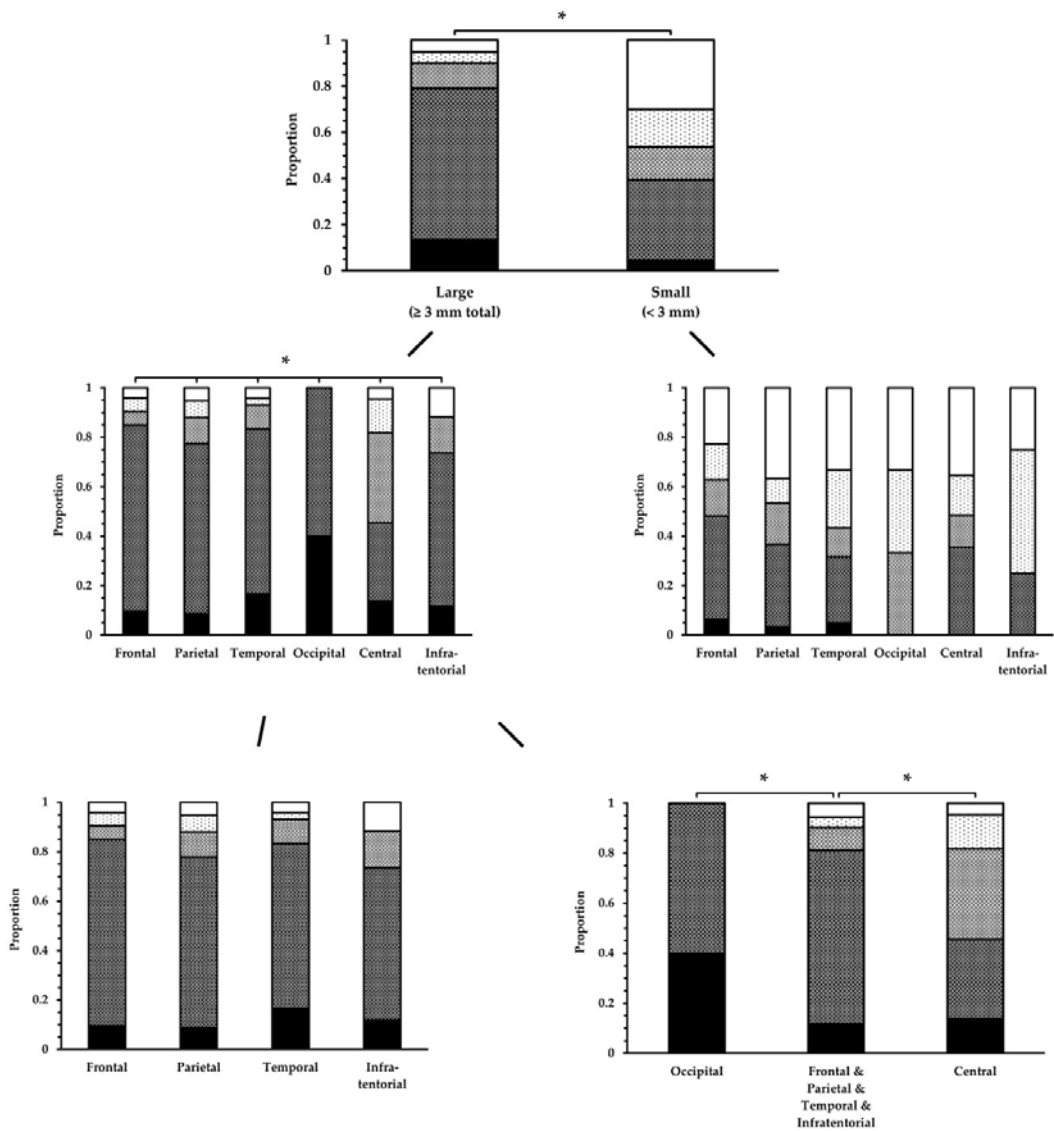 *
Proportion
1
0.8
0.6
0.4
0.2
0
Large
(≥ 3 mm total)
Small
(< 3 mm)
*
Proportion
1
0.8
0.6
0.4
0.2
0
Frontal
Parietal
Temporal
Occipital
Central
Infra-
tentorial
Proportion
1
0.8
0.6
0.4
0.2
0
Frontal
Parietal
Temporal
Occipital
Central
Infra-
tentorial
Proportion
1
0.8
0.6
0.4
0.2
0
Frontal
Parietal
Temporal
Infra-
tentorial
* *
Proportion
1
0.8
0.6
0.4
0.2
0
Occipital
Frontal &
Parietal &
Temporal &
Infratentorial
Central